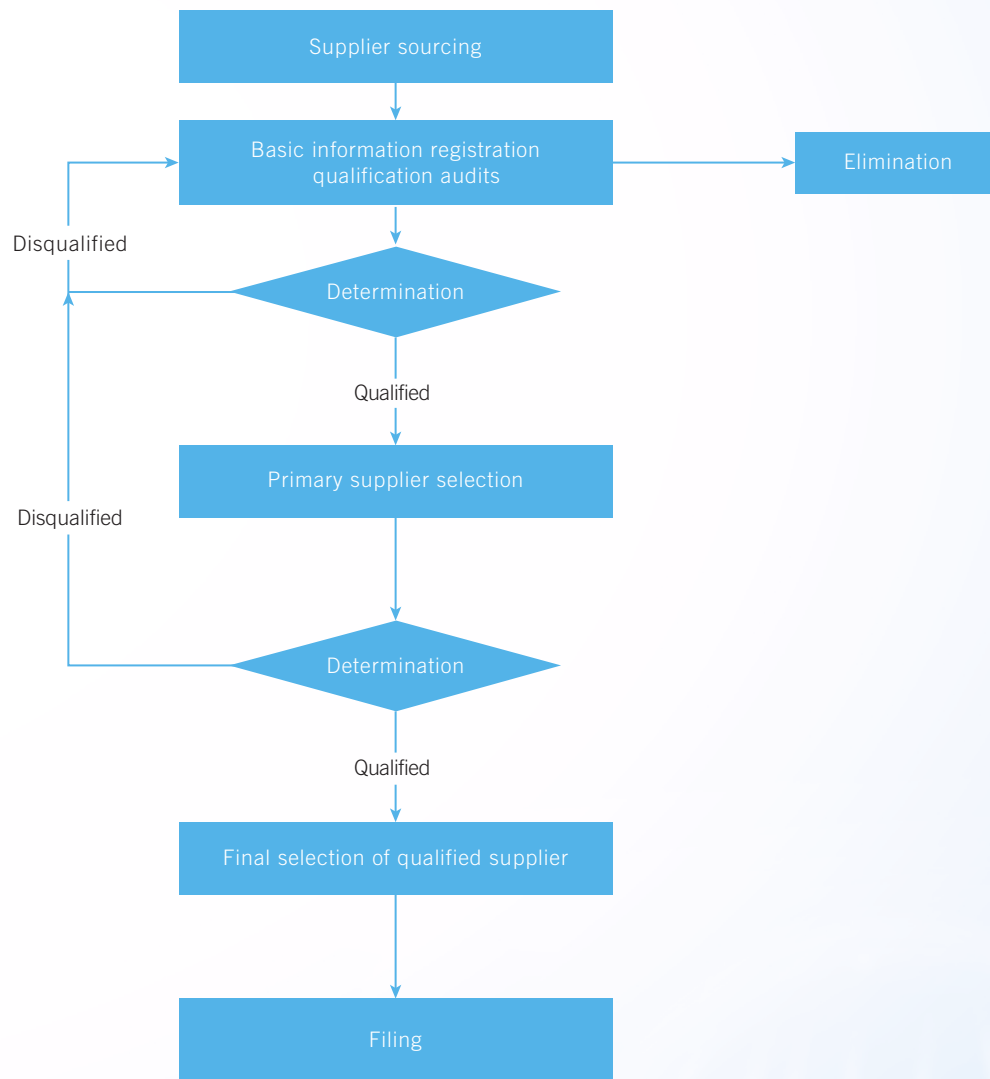 Supplier sourcing
Basic information registration
qualification audits
Elimination
Disqualified
Determination
Qualified
Primary supplier selection
Disqualified
Determination
Qualified
Final selection of qualified supplier
Filing